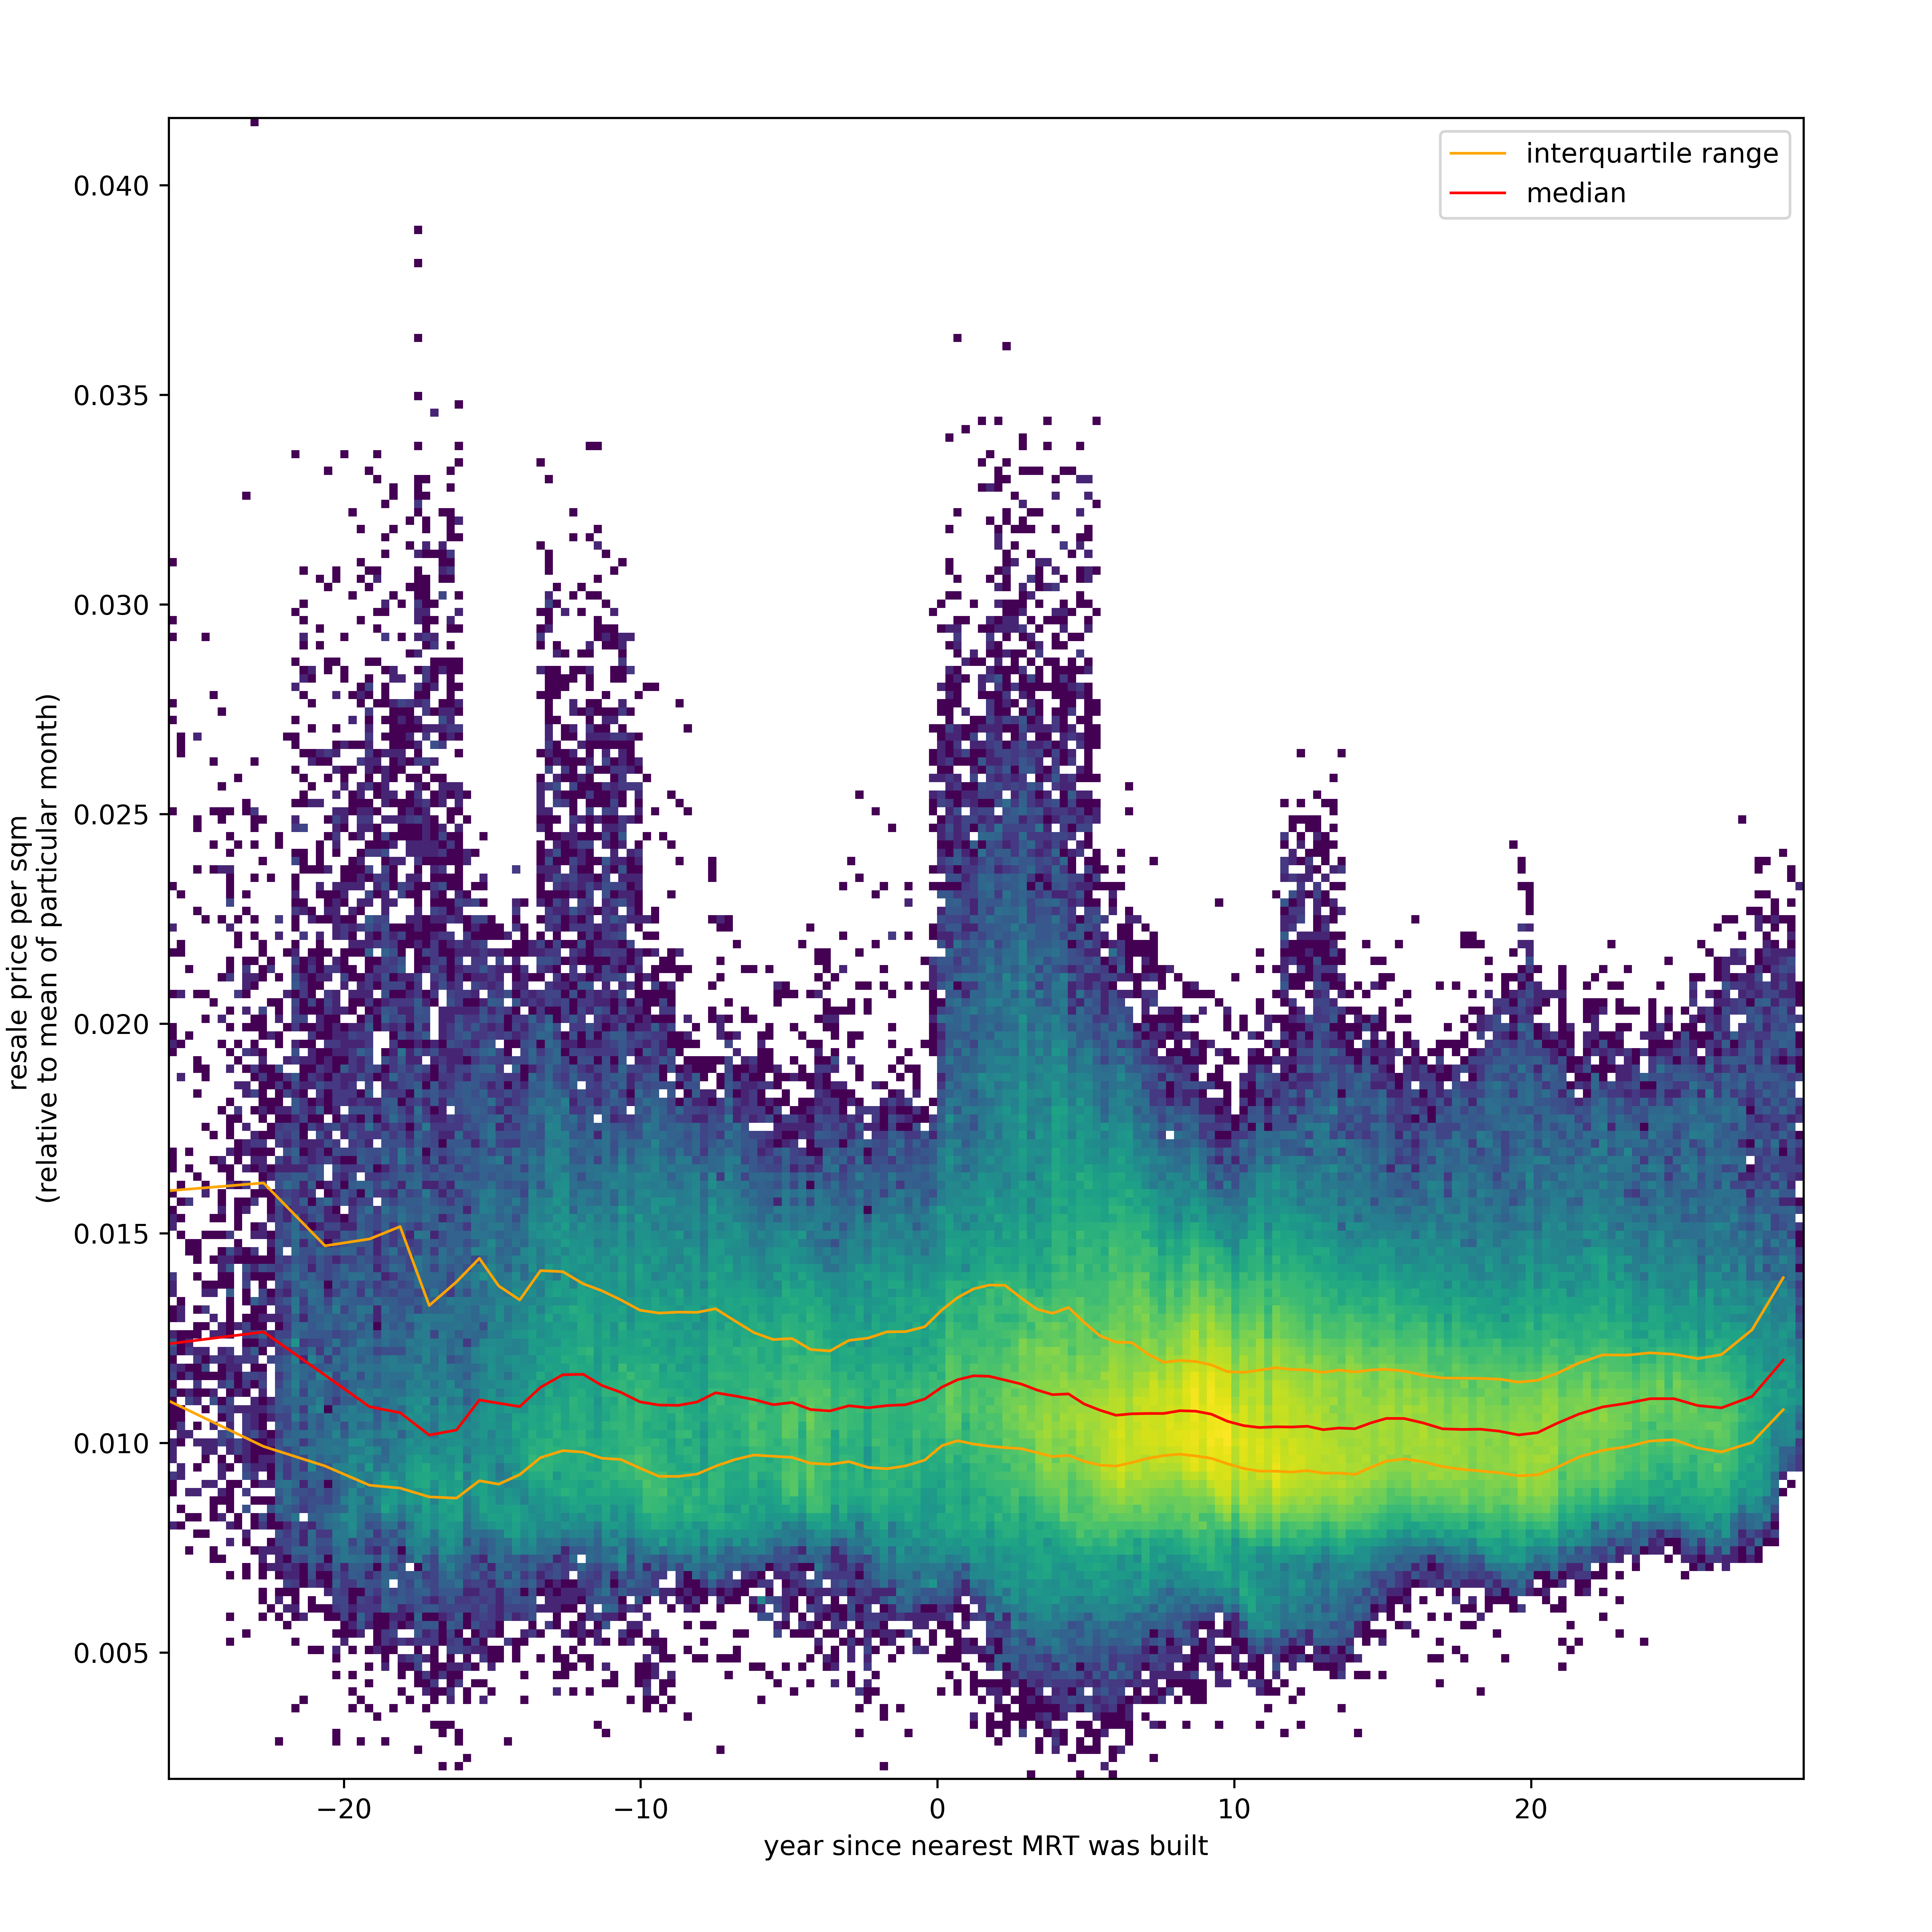 interquartile range
median
0.040
0.035
0.030
0.025
0.020
0.015
0.010
0.005
resale price per sqm
(relative to mean of particular month)
−20
−10
0
10
20
year since nearest MRT was built